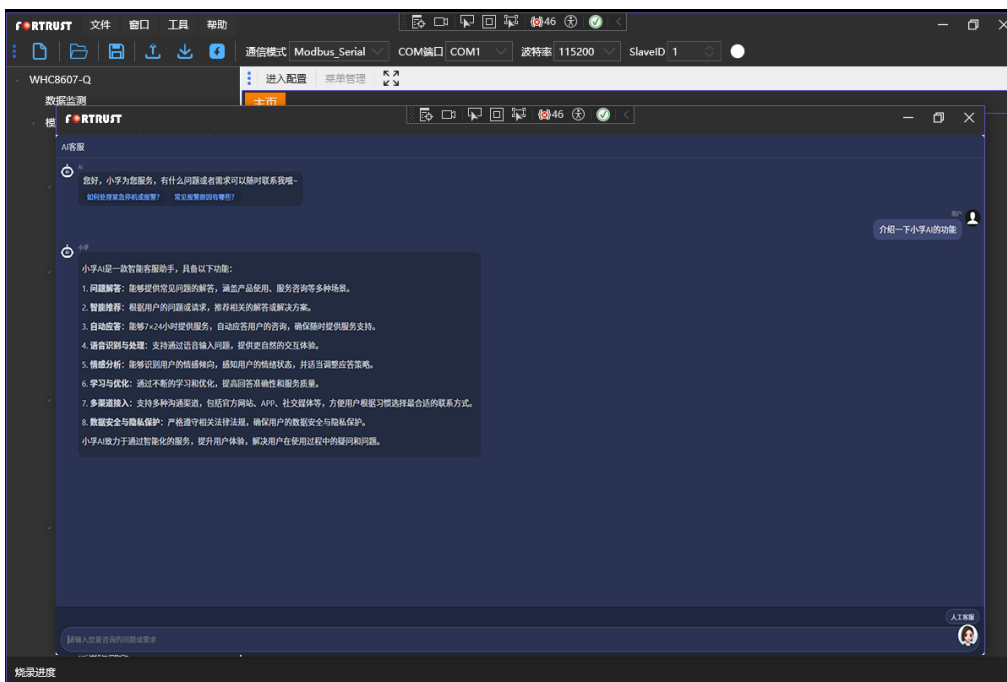 FORTRUST 文件 窗口 工具 帮助
46
通信模式 Modbus_Serial COM端口 COM1 波特率 115200 SlaveID 1
WHC8607-Q
进入配置 菜单管理
数据监测
主页
模
FORTRUST
46
AI客服
AI
您好，小孚为您服务，有什么问题或者需求可以随时联系我哦~
如何处理紧急停机或报警? 常见报警原因有哪些?
用户
介绍一下小孚AI的功能
小孚
小孚AI是一款智能客服助手，具备以下功能：
1. 问题解答：能够提供常见问题的解答，涵盖产品使用、服务咨询等多种场景。
2. 智能推荐：根据用户的问题或请求，推荐相关的解答或解决方案。
3. 自动应答：能够7×24小时提供服务，自动应答用户的咨询，确保随时提供服务支持。
4. 语音识别与处理：支持通过语音输入问题，提供更自然的交互体验。
5. 情感分析：能够识别用户的情感倾向，感知用户的情绪状态，并适当调整应答策略。
6. 学习与优化：通过不断的学习和优化，提高回答准确性和服务质量。
7. 多渠道接入：支持多种沟通渠道，包括官方网站、APP、社交媒体等，方便用户根据习惯选择最合适的联系方式。
8. 数据安全与隐私保护：严格遵守相关法律法规，确保用户的数据安全与隐私保护。
小孚AI致力于通过智能化的服务，提升用户体验，解决用户在使用过程中的疑问和问题。
人工客服
请输入您要咨询的问题或需求
烧录进度